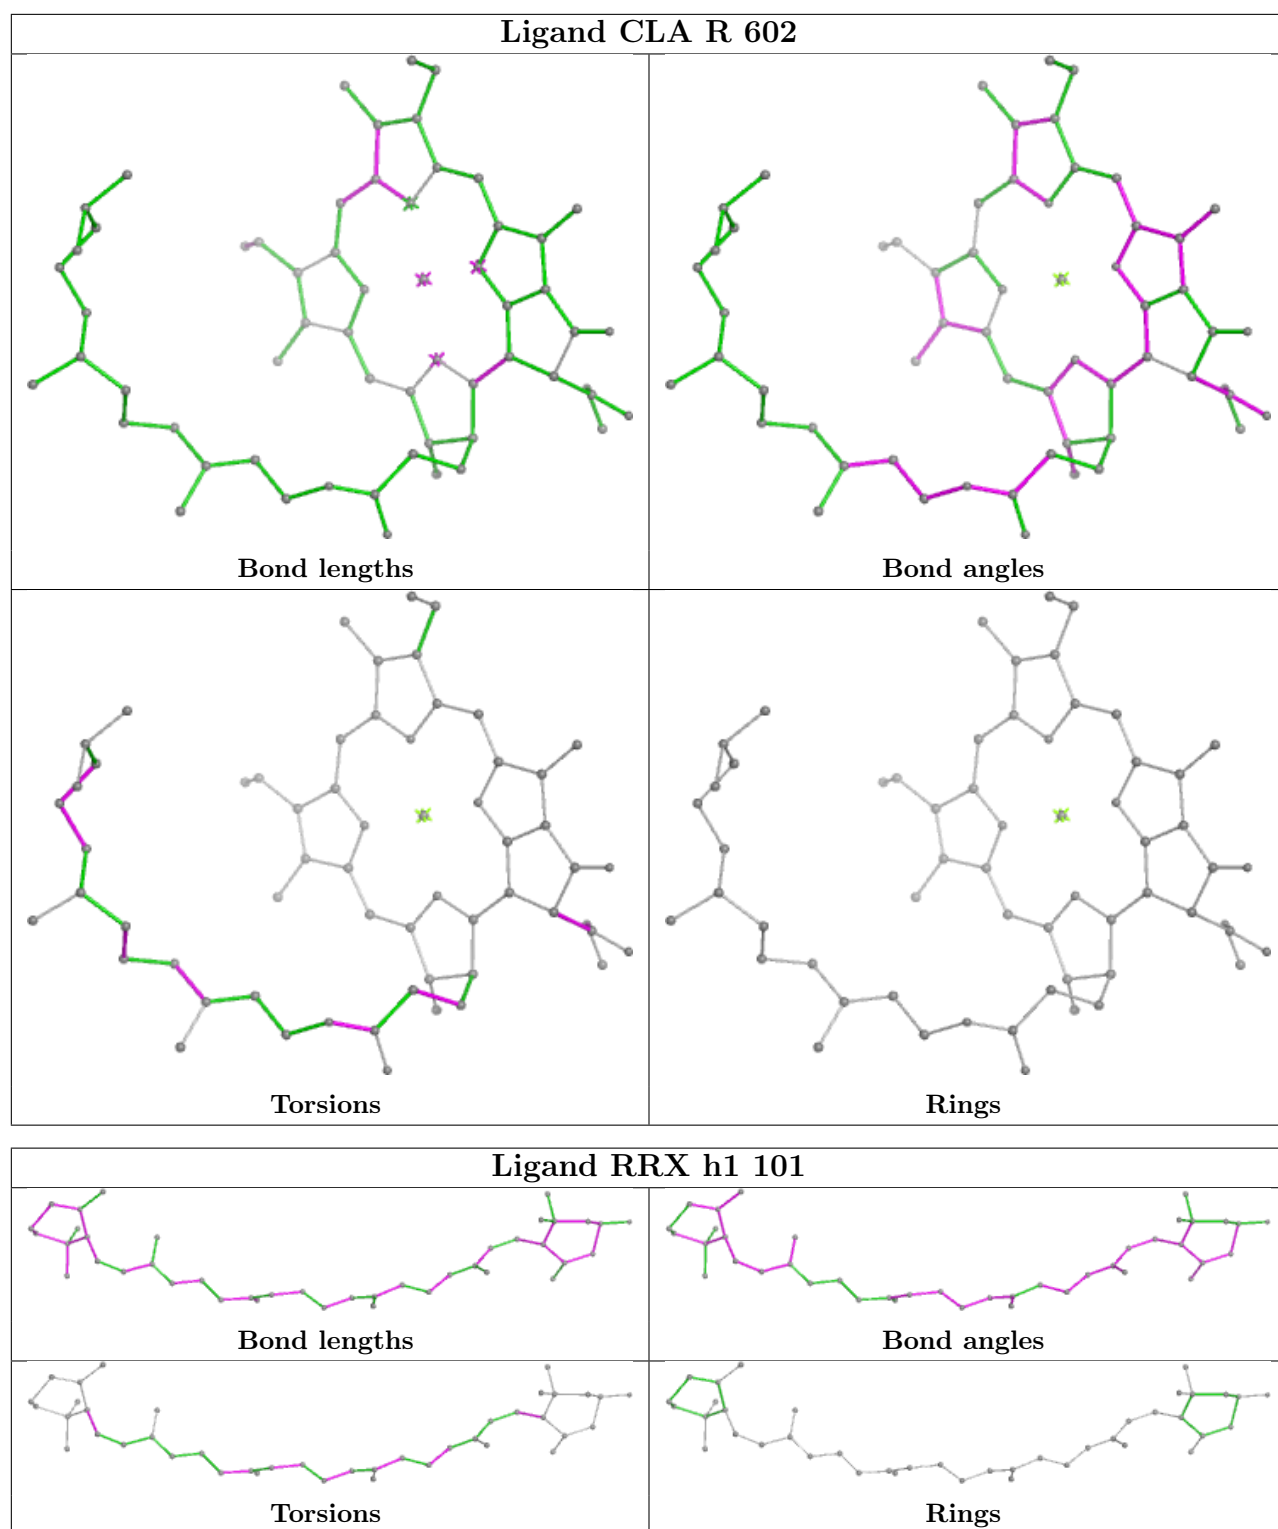 Ligand CLA R 602
Bond lengths
Bond angles
Torsions
Rings
Ligand RRX h1 101
Bond lengths
Bond angles
Torsions
Rings